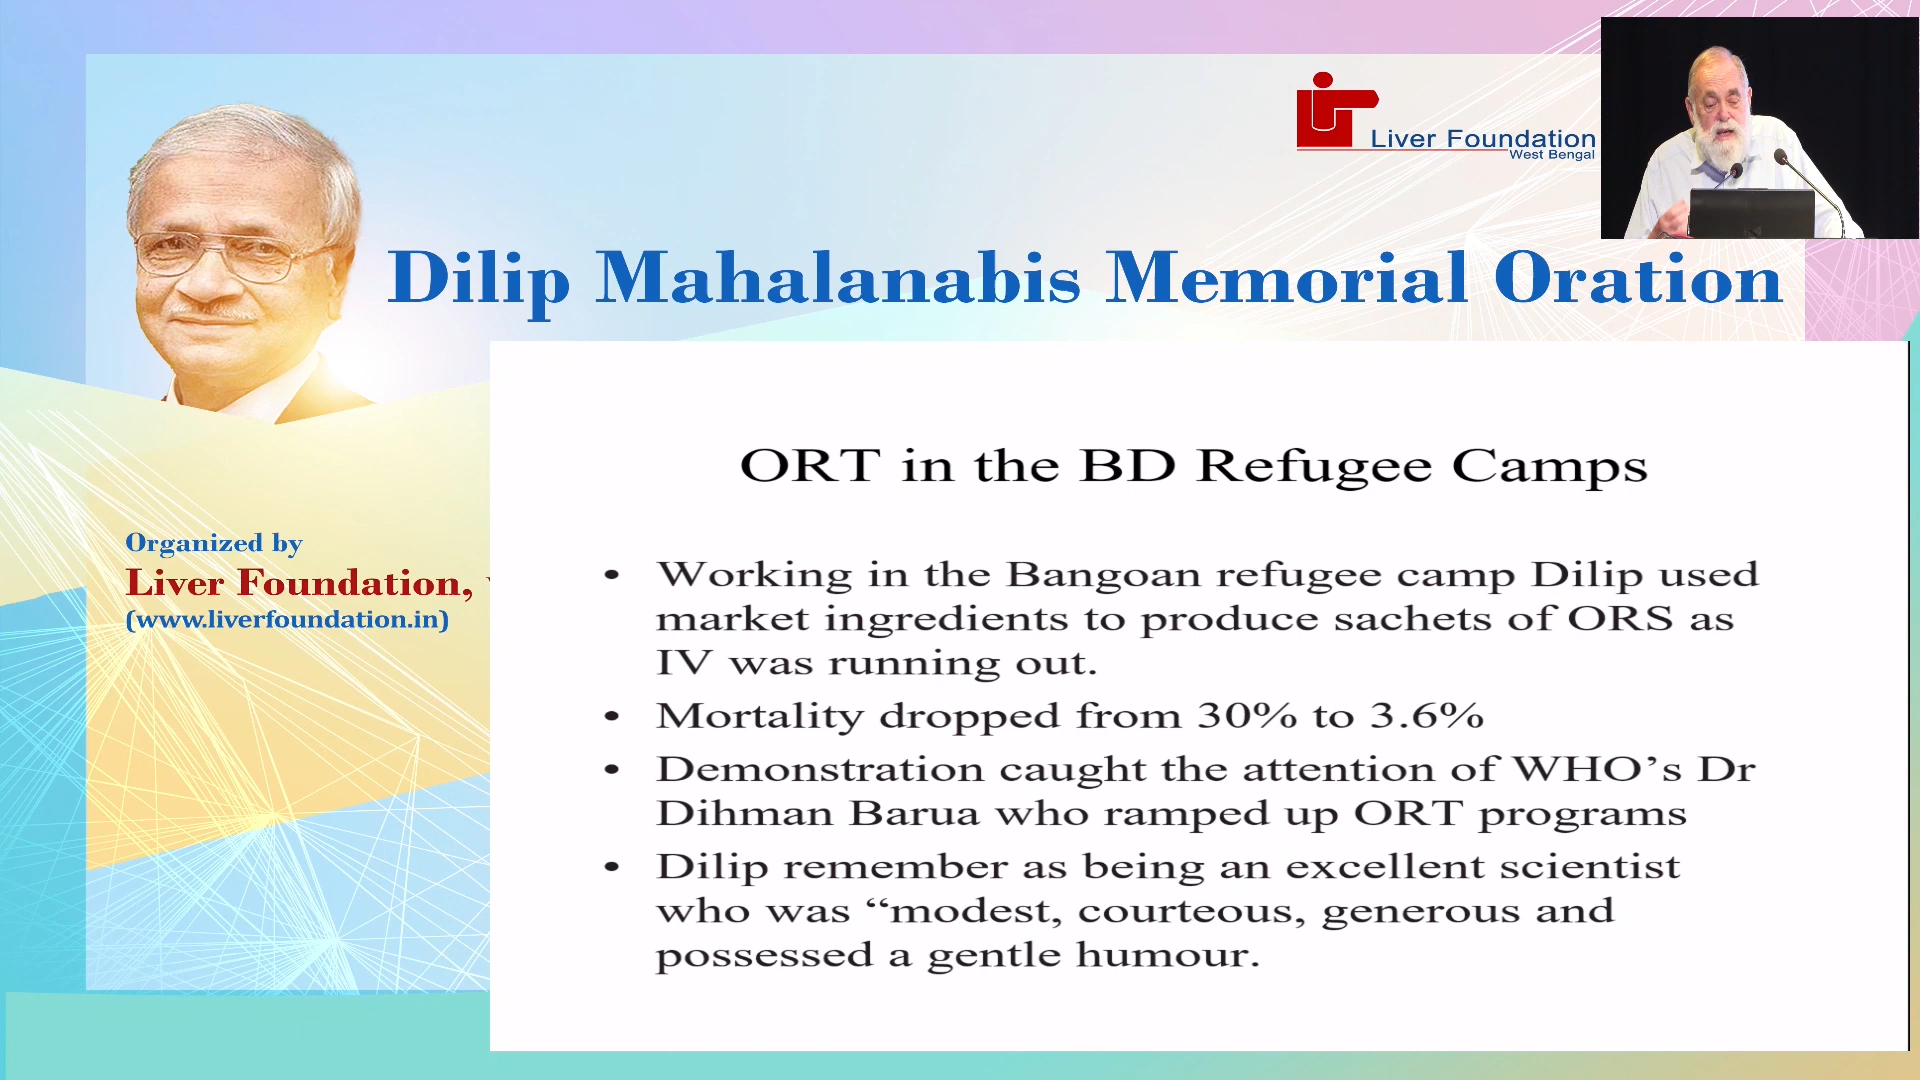 Liver Foundation
West Bengal
Dilip Mahalanabis Memorial Oration
Organized by
Liver Foundation,
(www.liverfoundation.in)
ORT in the BD Refugee Camps
• Working in the Bangoan refugee camp Dilip used
market ingredients to produce sachets of ORS as
IV was running out.
• Mortality dropped from 30% to 3.6%
• Demonstration caught the attention of WHO’s Dr
Dihman Barua who ramped up ORT programs
• Dilip remember as being an excellent scientist
who was “modest, courteous, generous and
possessed a gentle humour.